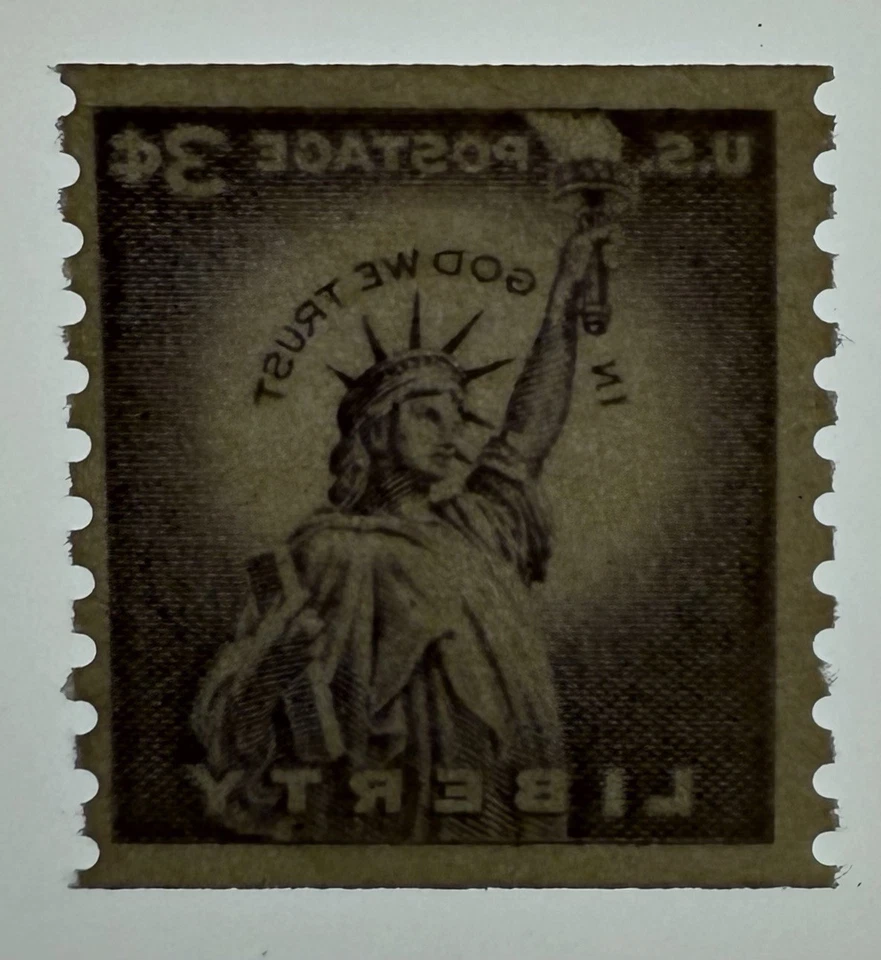 U.S. POSTAGE 3¢
IN GOD WE TRUST
LIBERTY